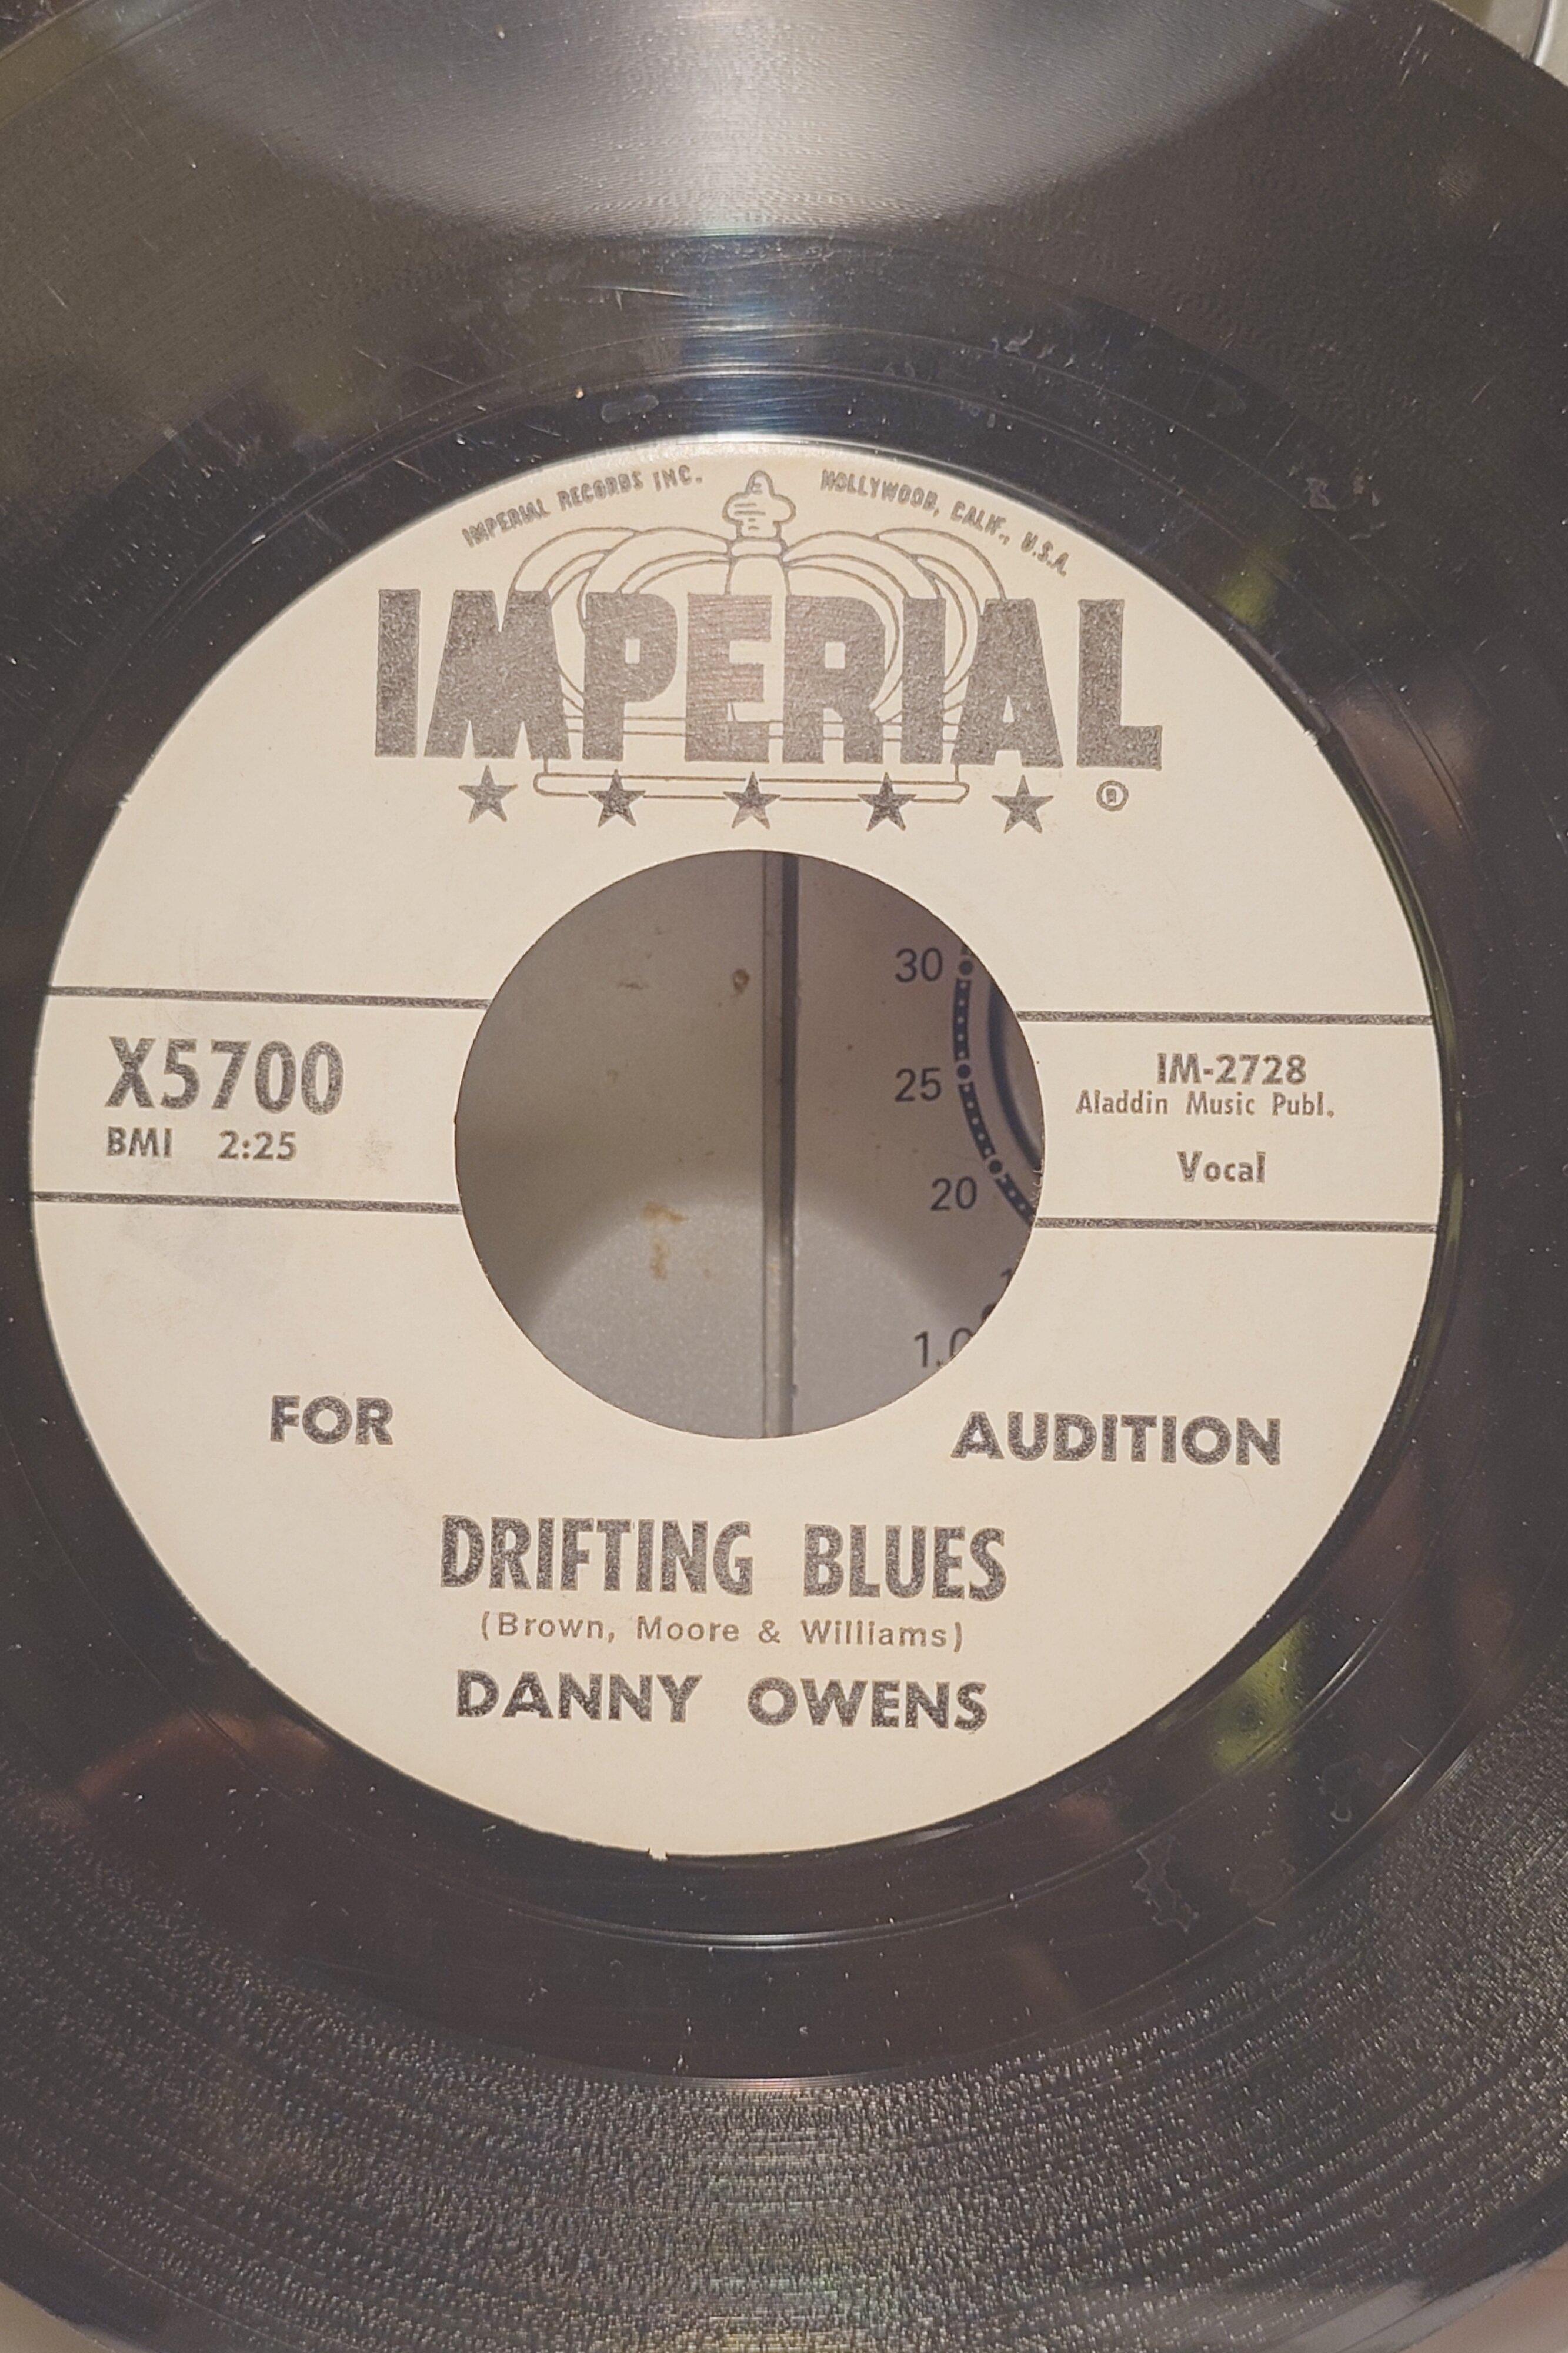 IMPERIAL RECORDS INC. HOLLYWOOD, CALIF., U.S.A.
IMPERIAL
®
X5700
BMI 2:25
IM-2728
Aladdin Music Publ.
Vocal
30
25
20
FOR AUDITION
DRIFTING BLUES
(Brown, Moore & Williams)
DANNY OWENS